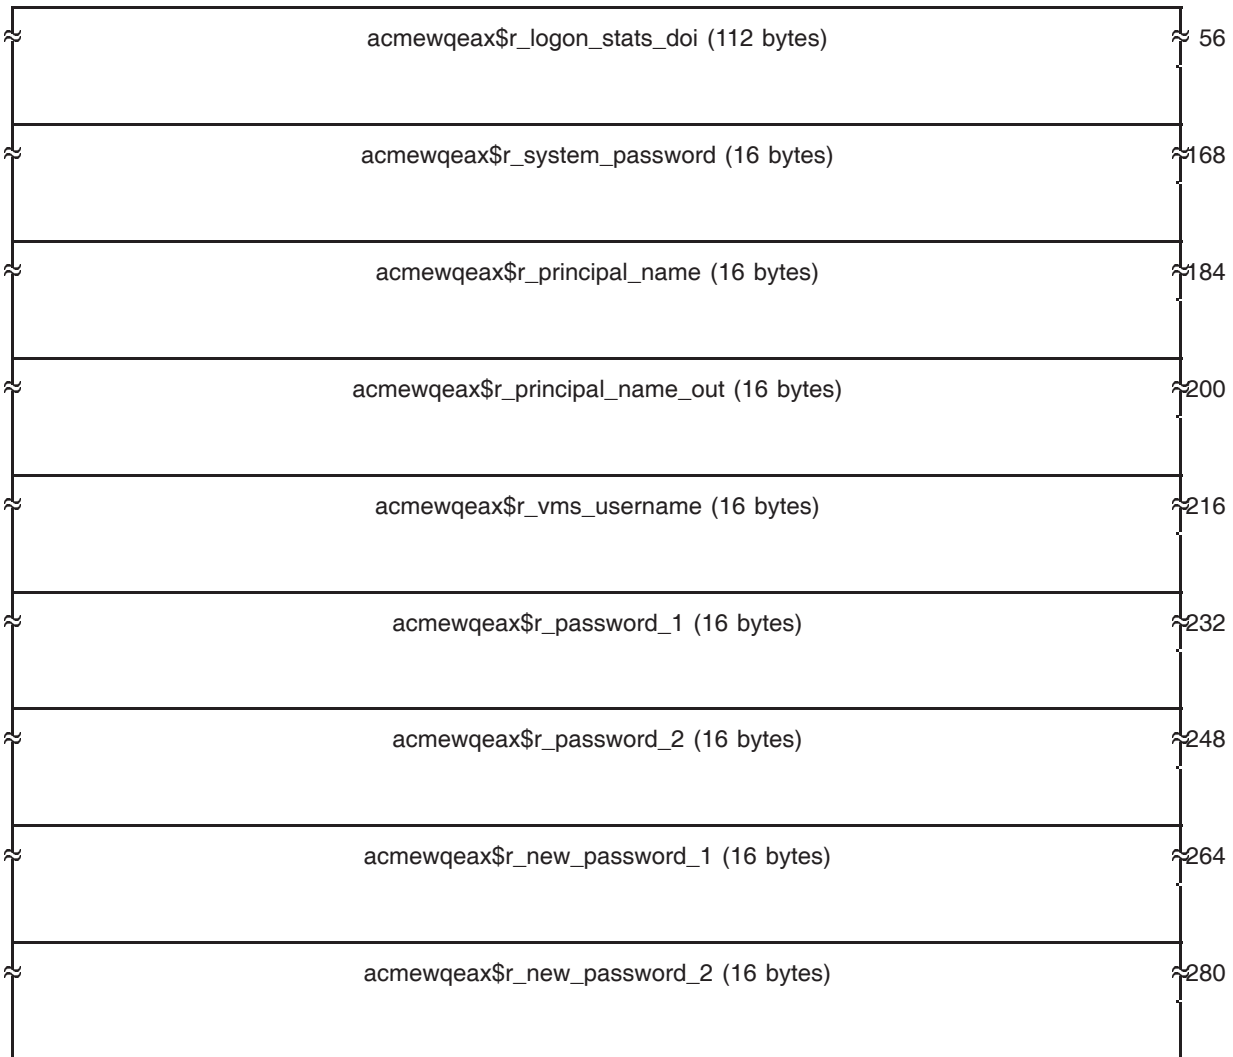 acmewqeax$r_logon_stats_doi (112 bytes) 56
acmewqeax$r_system_password (16 bytes) 168
acmewqeax$r_principal_name (16 bytes) 184
acmewqeax$r_principal_name_out (16 bytes) 200
acmewqeax$r_vms_username (16 bytes) 216
acmewqeax$r_password_1 (16 bytes) 232
acmewqeax$r_password_2 (16 bytes) 248
acmewqeax$r_new_password_1 (16 bytes) 264
acmewqeax$r_new_password_2 (16 bytes) 280